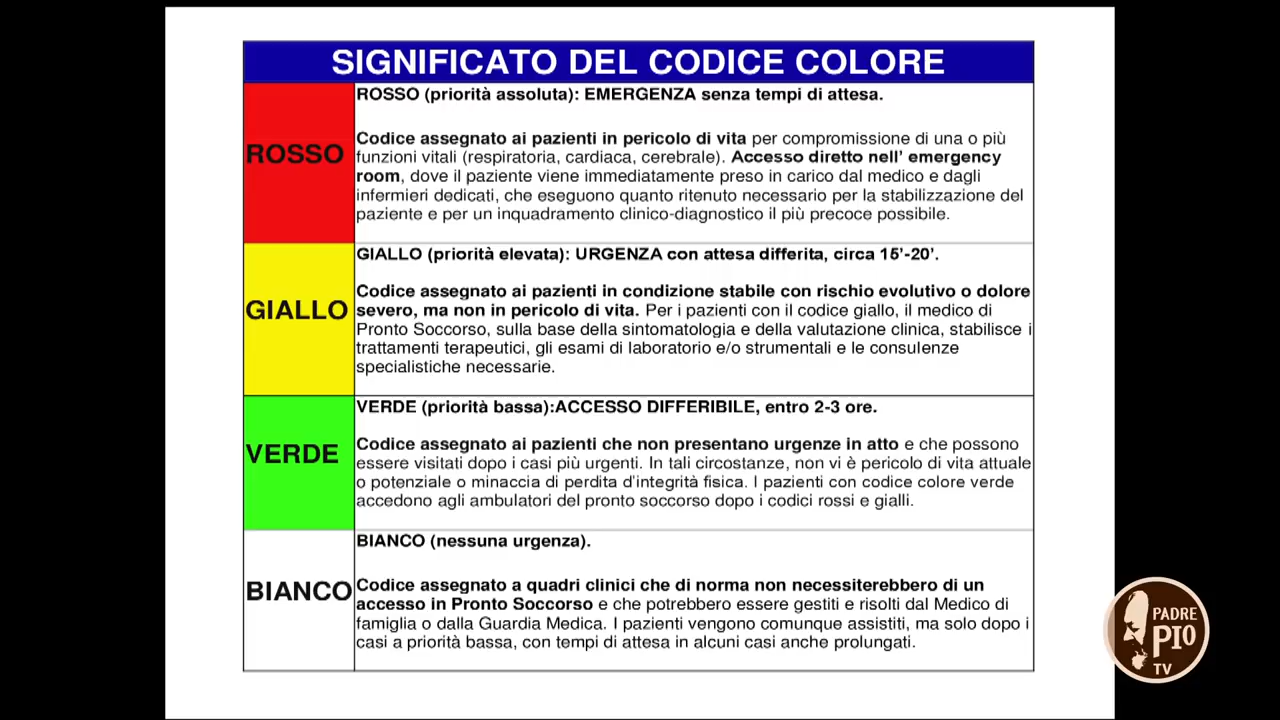 SIGNIFICATO DEL CODICE COLORE
ROSSO
ROSSO (priorità assoluta): EMERGENZA senza tempi di attesa.
Codice assegnato ai pazienti in pericolo di vita per compromissione di una o più
funzioni vitali (respiratoria, cardiaca, cerebrale). Accesso diretto nell' emergency
room, dove il paziente viene immediatamente preso in carico dal medico e dagli
infermieri dedicati, che eseguono quanto ritenuto necessario per la stabilizzazione del
paziente e per un inquadramento clinico-diagnostico il più precoce possibile.
GIALLO
GIALLO (priorità elevata): URGENZA con attesa differita, circa 15'-20'.
Codice assegnato ai pazienti in condizione stabile con rischio evolutivo o dolore
severo, ma non in pericolo di vita. Per i pazienti con il codice giallo, il medico di
Pronto Soccorso, sulla base della sintomatologia e della valutazione clinica, stabilisce i
trattamenti terapeutici, gli esami di laboratorio e/o strumentali e le consulenze
specialistiche necessarie.
VERDE
VERDE (priorità bassa):ACCESSO DIFFERIBILE, entro 2-3 ore.
Codice assegnato ai pazienti che non presentano urgenze in atto e che possono
essere visitati dopo i casi più urgenti. In tali circostanze, non vi è pericolo di vita attuale
o potenziale o minaccia di perdita d'integrità fisica. I pazienti con codice colore verde
accedono agli ambulatori del pronto soccorso dopo i codici rossi e gialli.
BIANCO
BIANCO (nessuna urgenza).
Codice assegnato a quadri clinici che di norma non necessiterebbero di un
accesso in Pronto Soccorso e che potrebbero essere gestiti e risolti dal Medico di
famiglia o dalla Guardia Medica. I pazienti vengono comunque assistiti, ma solo dopo i
casi a priorità bassa, con tempi di attesa in alcuni casi anche prolungati.
PADRE
PIO
TV